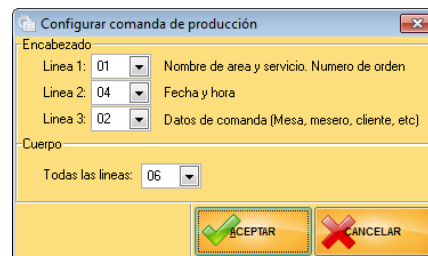 Configurar comanda de producción
Encabezado
Linea 1: 01 Nombre de area y servicio. Numero de orden
Linea 2: 04 Fecha y hora
Linea 3: 02 Datos de comanda (Mesa, mesero, cliente, etc)
Cuerpo
Todas las lineas: 06
ACEPTAR CANCELAR